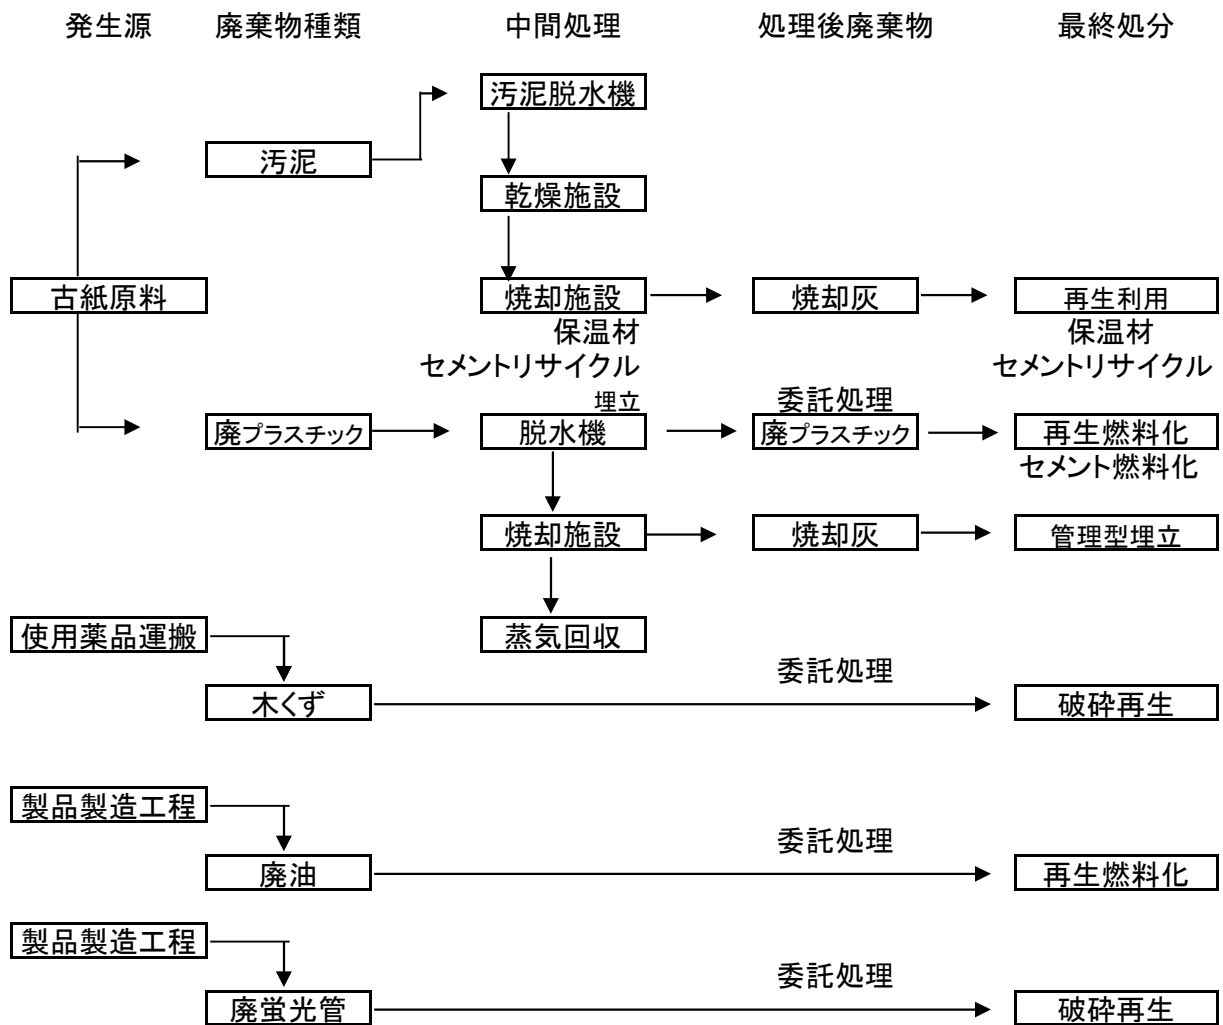 発生源 廃棄物種類 中間処理 処理後廃棄物 最終処分
汚泥脱水機
汚泥
乾燥施設
古紙原料 焼却施設 焼却灰 再生利用
保温材 保温材
セメントリサイクル セメントリサイクル
埋立 委託処理
廃プラスチック 脱水機 廃プラスチック 再生燃料化
セメント燃料化
焼却施設 焼却灰 管理型埋立
使用薬品運搬 蒸気回収
委託処理
木くず 破砕再生
製品製造工程
委託処理
廃油 再生燃料化
製品製造工程
委託処理
廃蛍光管 破砕再生